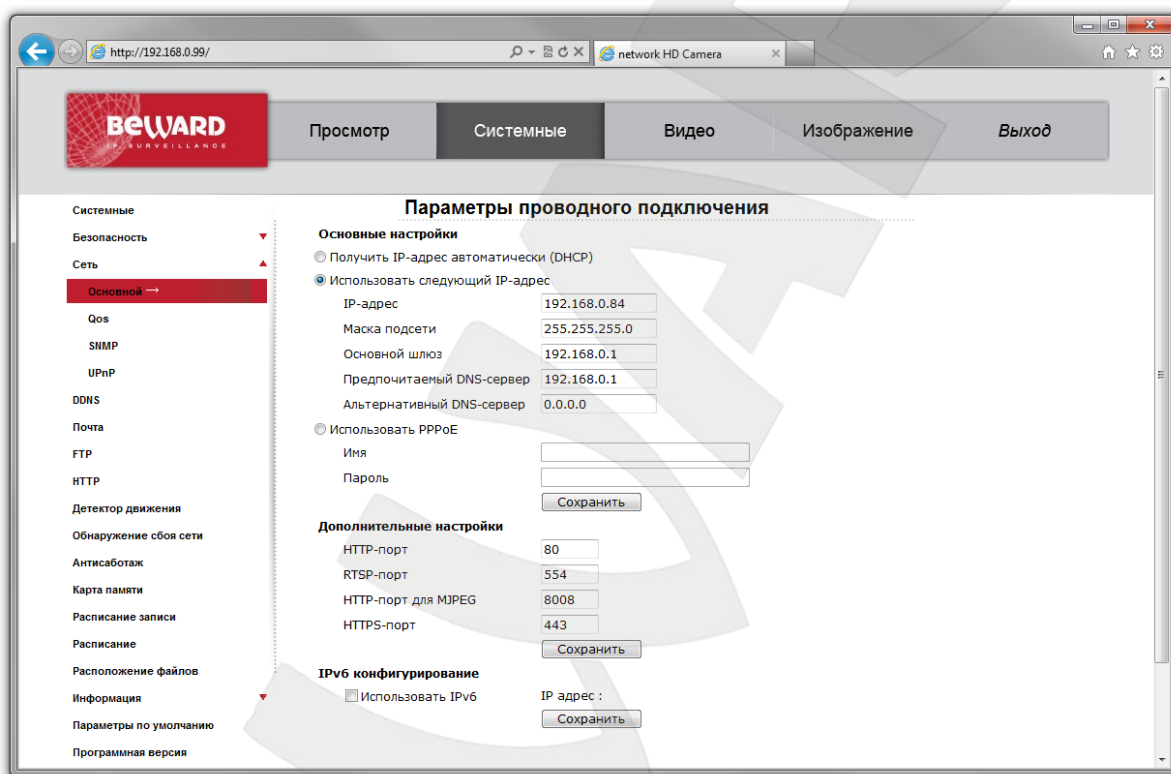 http://192.168.0.99/
network HD Camera
BEWARD
IP SURVEILLANCE
Просмотр
Системные
Видео
Изображение
Выход
Системные
Безопасность
Сеть
Основной →
Qos
SNMP
UPnP
DDNS
Почта
FTP
HTTP
Детектор движения
Обнаружение сбоя сети
Антисаботаж
Карта памяти
Расписание записи
Расписание
Расположение файлов
Информация
Параметры по умолчанию
Программная версия
Параметры проводного подключения
Основные настройки
Получить IP-адрес автоматически (DHCP)
Использовать следующий IP-адрес
IP-адрес 192.168.0.84
Маска подсети 255.255.255.0
Основной шлюз 192.168.0.1
Предпочитаемый DNS-сервер 192.168.0.1
Альтернативный DNS-сервер 0.0.0.0
Использовать PPPoE
Имя
Пароль
Сохранить
Дополнительные настройки
HTTP-порт 80
RTSP-порт 554
HTTP-порт для MJPEG 8008
HTTPS-порт 443
Сохранить
IPv6 конфигурирование
Использовать IPv6 IP адрес :
Сохранить